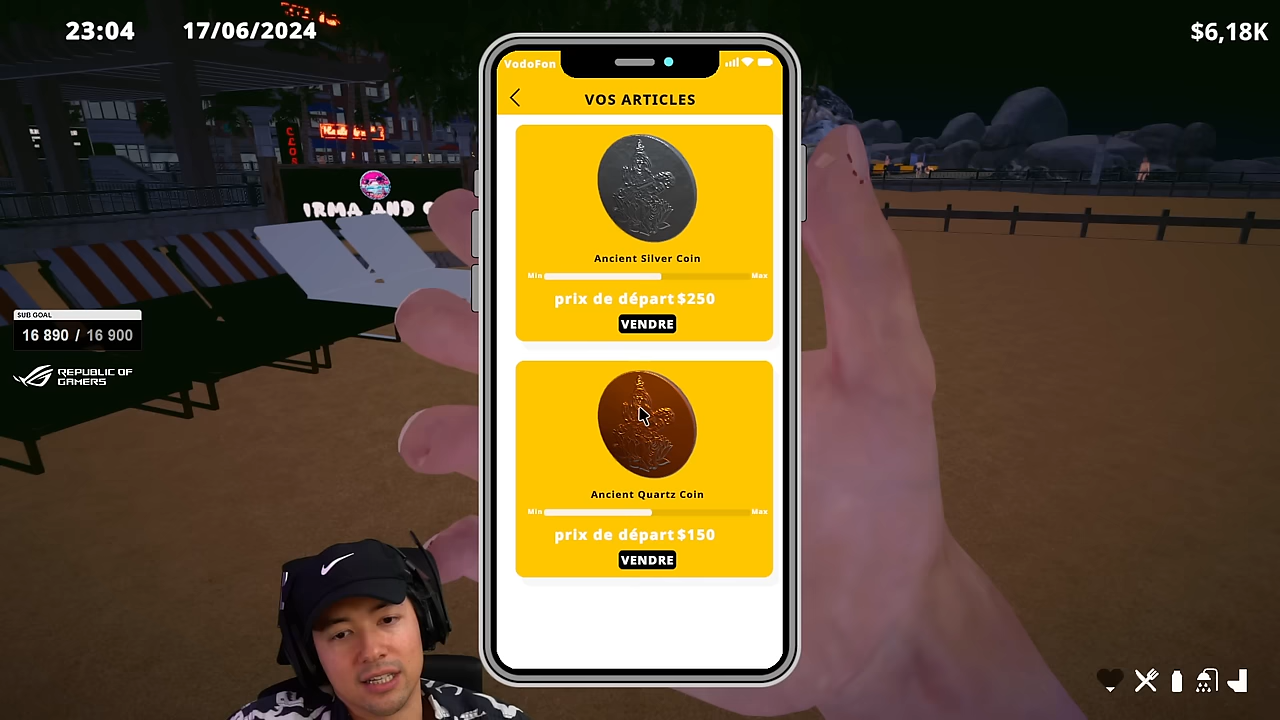 23:04 17/06/2024
$6,18K
VodoFon
VOS ARTICLES
Ancient Silver Coin
Min Max
prix de départ $250
VENDRE
Ancient Quartz Coin
Min Max
prix de départ $150
VENDRE
IRMA AND
SUB GOAL
16 890 / 16 900
REPUBLIC OF
GAMERS